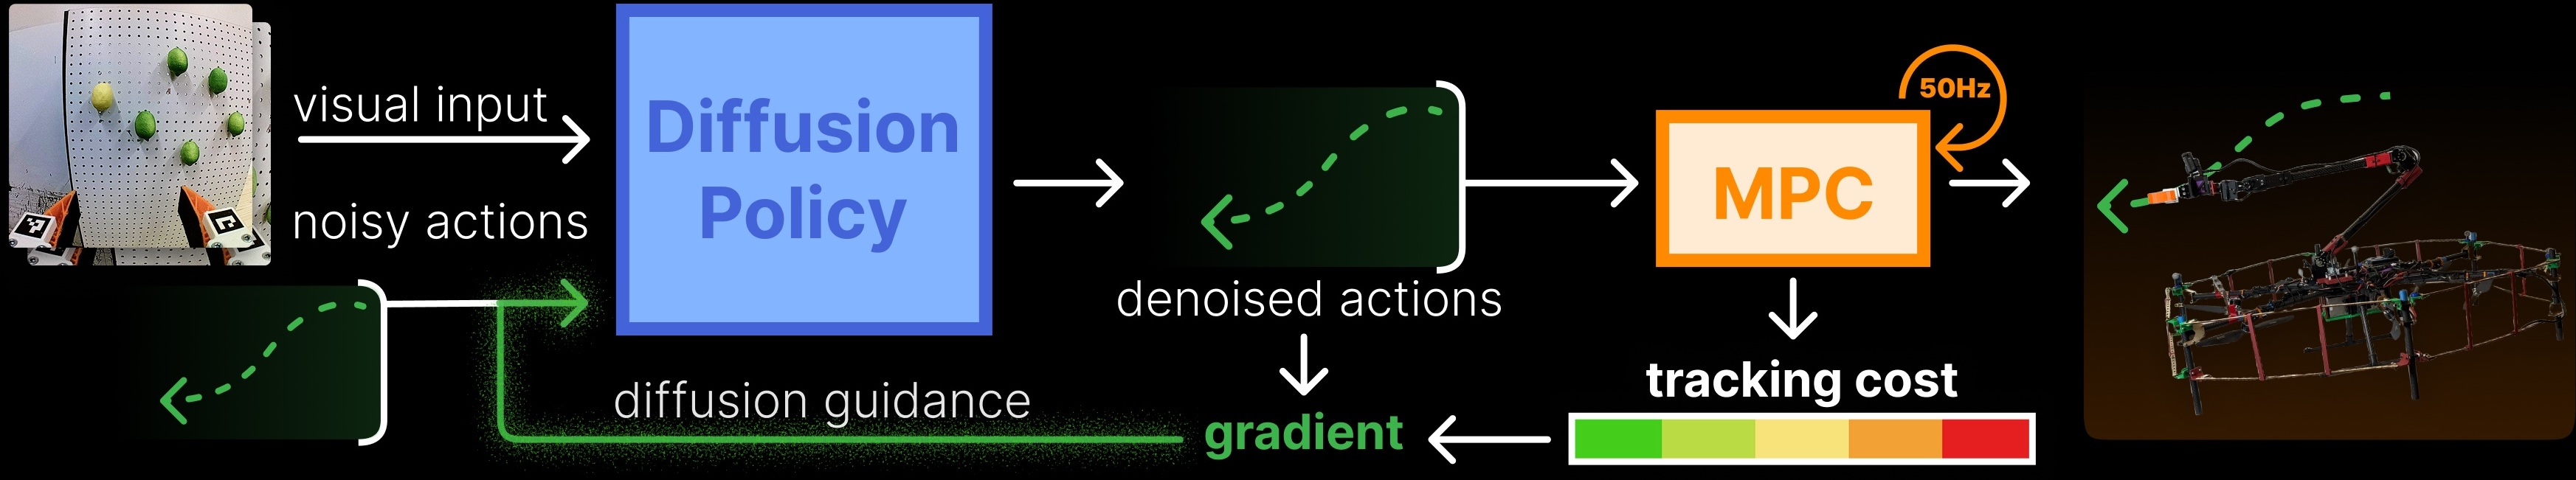 visual input
noisy actions
Diffusion
Policy
denoised actions
50Hz
MPC
tracking cost
gradient
diffusion guidance